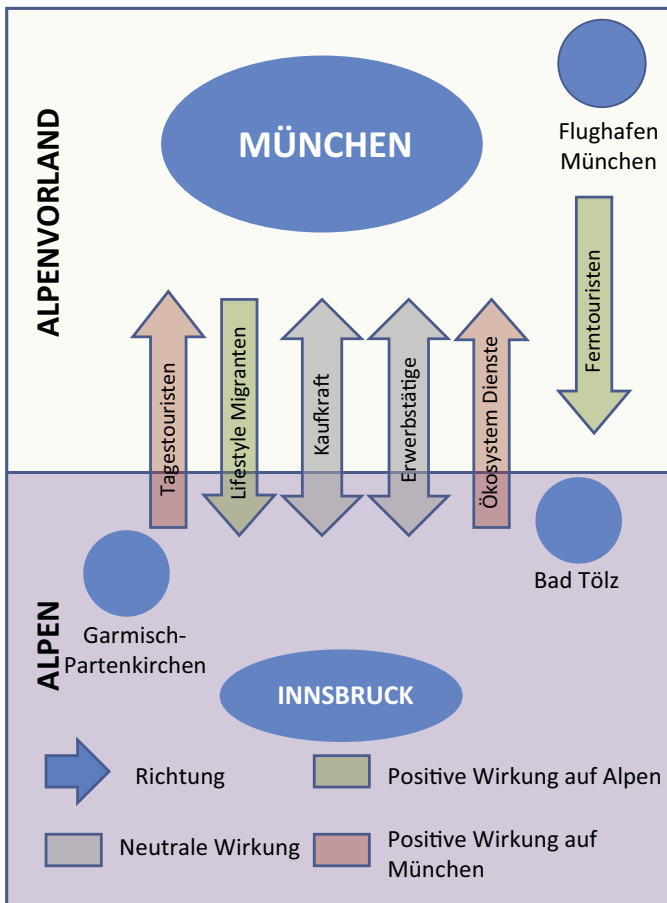 ALPENVORLAND
MÜNCHEN
Flughafen
München
Tagestouristen
Lifestyle Migranten
Kaufkraft
Erwerbstätige
Ökosystem Dienste
Ferntouristen
ALPEN
Garmisch-
Partenkirchen
Bad Tölz
INNSBRUCK
Richtung
Positive Wirkung auf Alpen
Neutrale Wirkung
Positive Wirkung auf
München